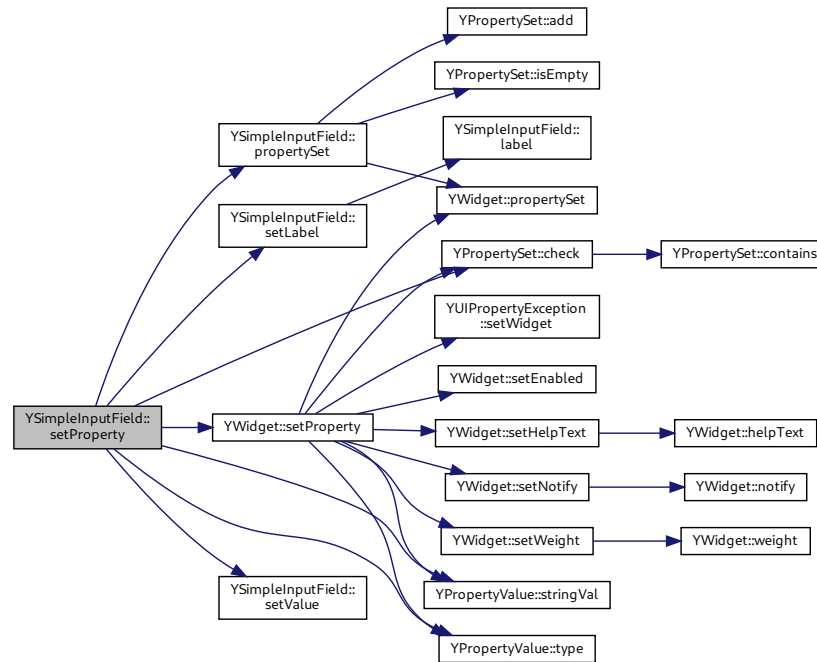 YPropertySet::add
YPropertySet::isEmpty
YSimpleInputField::
label
YSimpleInputField::
propertySet
YWidget::propertySet
YSimpleInputField::
setLabel
YPropertySet::check
YPropertySet::contains
YUIPropertyException
::setWidget
YWidget::setEnabled
YSimpleInputField::
setProperty
YWidget::setProperty
YWidget::setHelpText
YWidget::helpText
YWidget::setNotify
YWidget::notify
YWidget::setWeight
YWidget::weight
YSimpleInputField::
setValue
YPropertyValue::stringVal
YPropertyValue::type